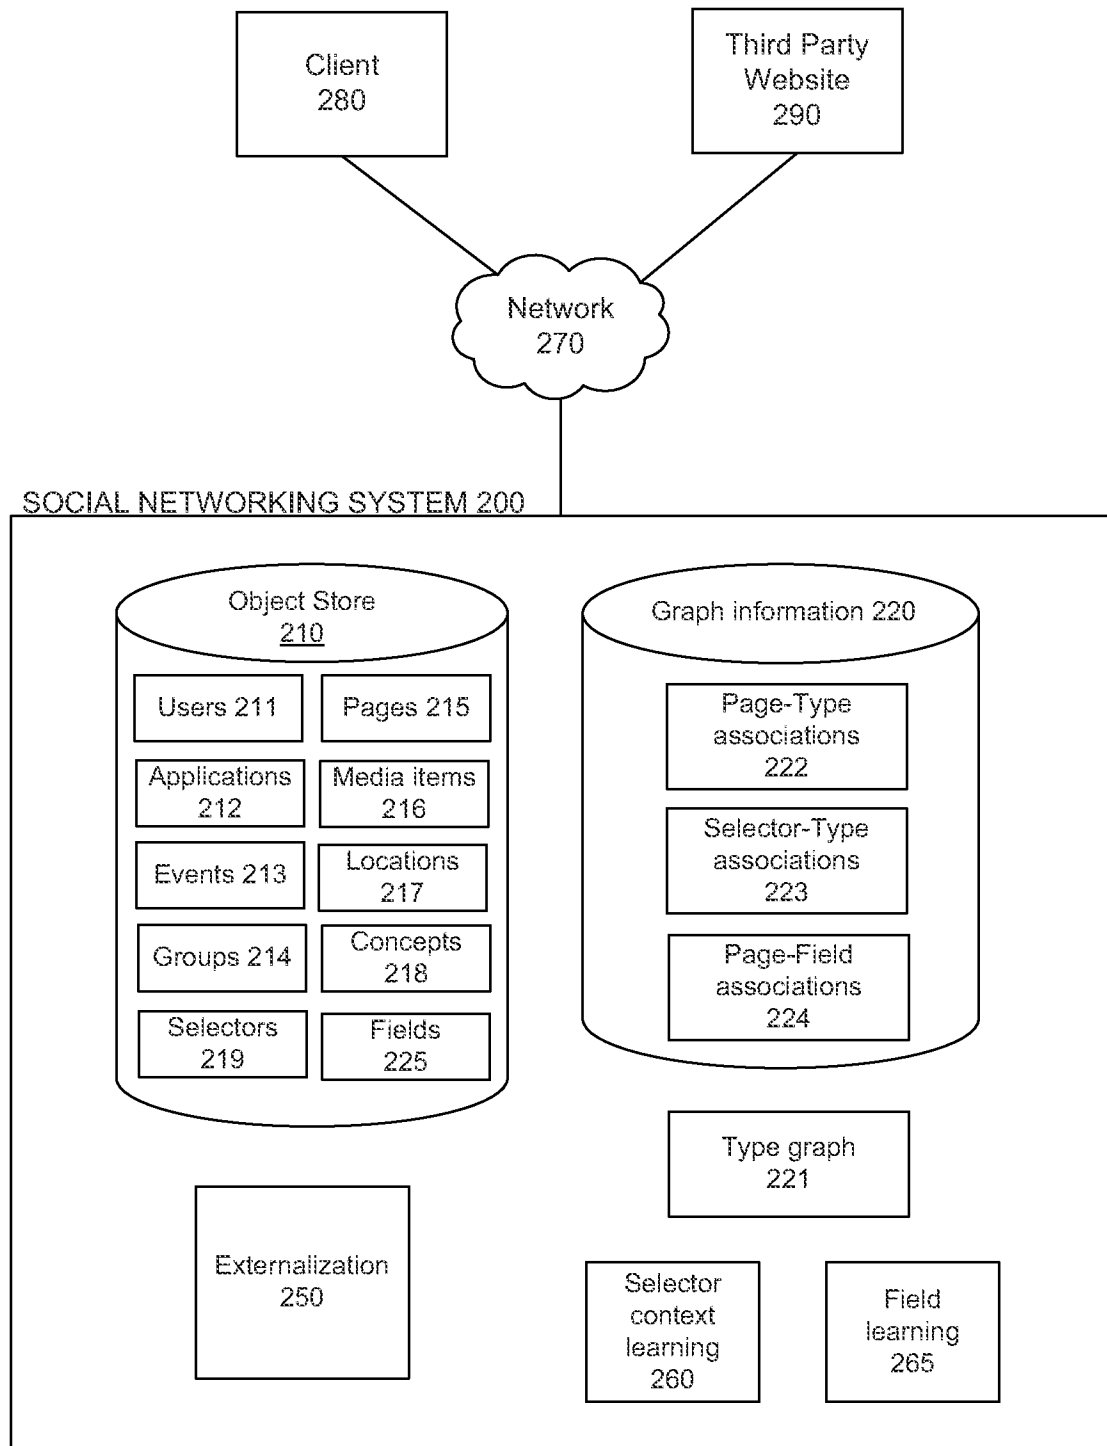 Client
280
Third Party
Website
290
Network
270
SOCIAL NETWORKING SYSTEM 200
Object Store
210
Users 211
Pages 215
Applications
212
Media items
216
Events 213
Locations
217
Groups 214
Concepts
218
Selectors
219
Fields
225
Graph information 220
Page-Type
associations
222
Selector-Type
associations
223
Page-Field
associations
224
Type graph
221
Externalization
250
Selector
context
learning
260
Field
learning
265